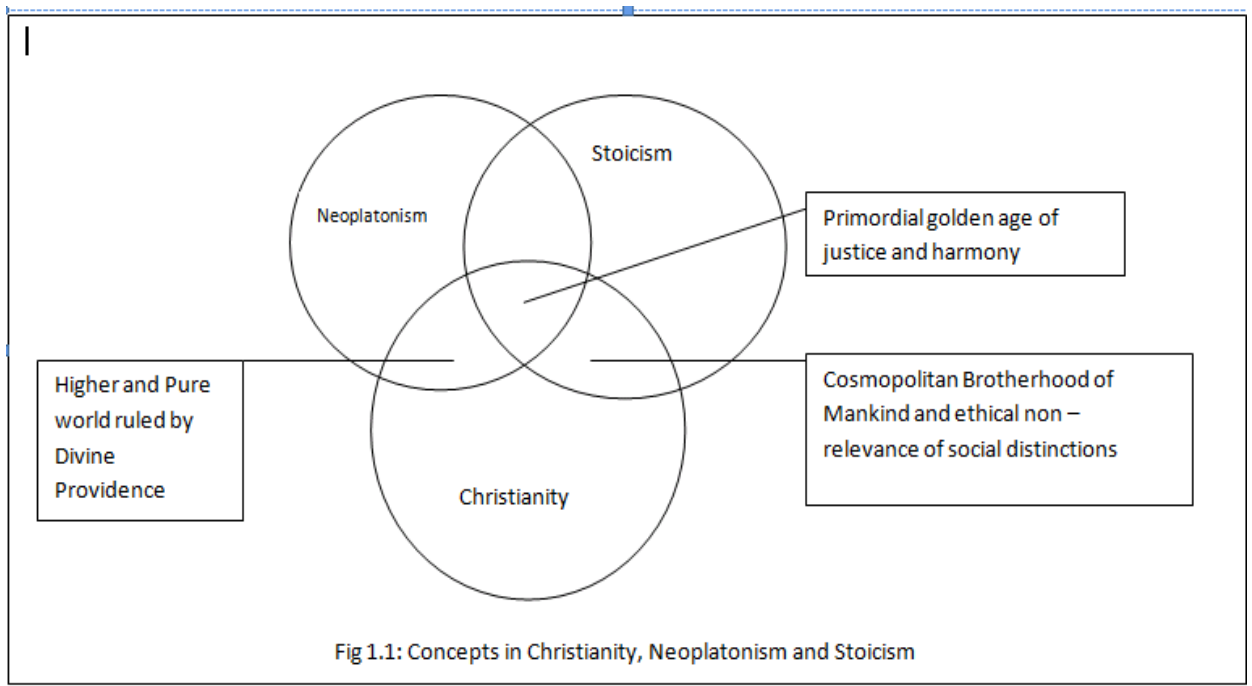 Stoicism
Neoplatonism
Primordial golden age of
justice and harmony
Higher and Pure
world ruled by
Divine
Providence
Cosmopolitan Brotherhood of
Mankind and ethical non –
relevance of social distinctions
Christianity
Fig 1.1: Concepts in Christianity, Neoplatonism and Stoicism